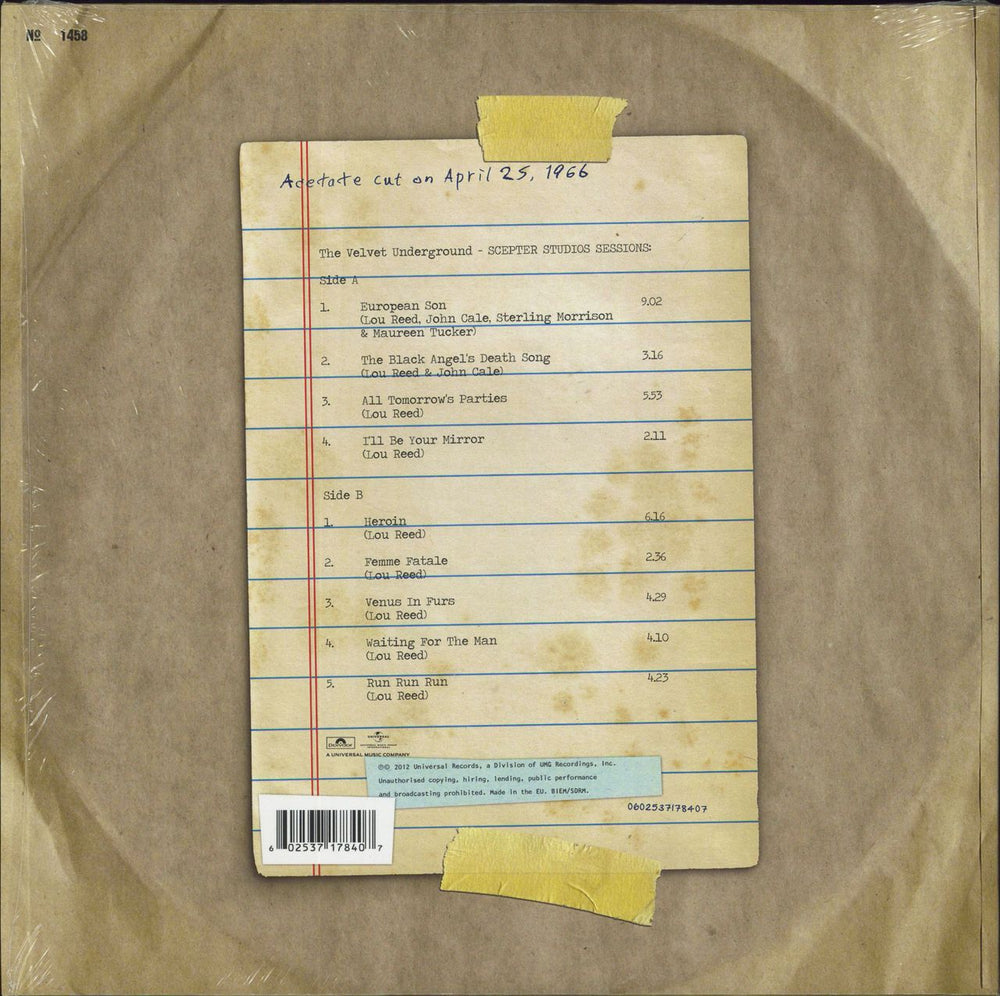 Nº 1458
Acetate cut on April 25, 1966
The Velvet Underground - SCEPTER STUDIOS SESSIONS:
Side A
1. European Son 9.02
(Lou Reed, John Cale, Sterling Morrison
& Maureen Tucker)
2. The Black Angel's Death Song 3.16
(Lou Reed & John Cale)
3. All Tomorrow's Parties 5.53
(Lou Reed)
4. I'll Be Your Mirror 2.11
(Lou Reed)
Side B
1. Heroin 6.16
(Lou Reed)
2. Femme Fatale 2.36
(Lou Reed)
3. Venus In Furs 4.29
(Lou Reed)
4. Waiting For The Man 4.10
(Lou Reed)
5. Run Run Run 4.23
(Lou Reed)
polydor UNIVERSAL
A UNIVERSAL MUSIC COMPANY
℗© 2012 Universal Records, a Division of UMG Recordings, Inc.
Unauthorised copying, hiring, lending, public performance
and broadcasting prohibited. Made in the EU. BIEM/SDRM.
0602537178407
6 02537 17840 7